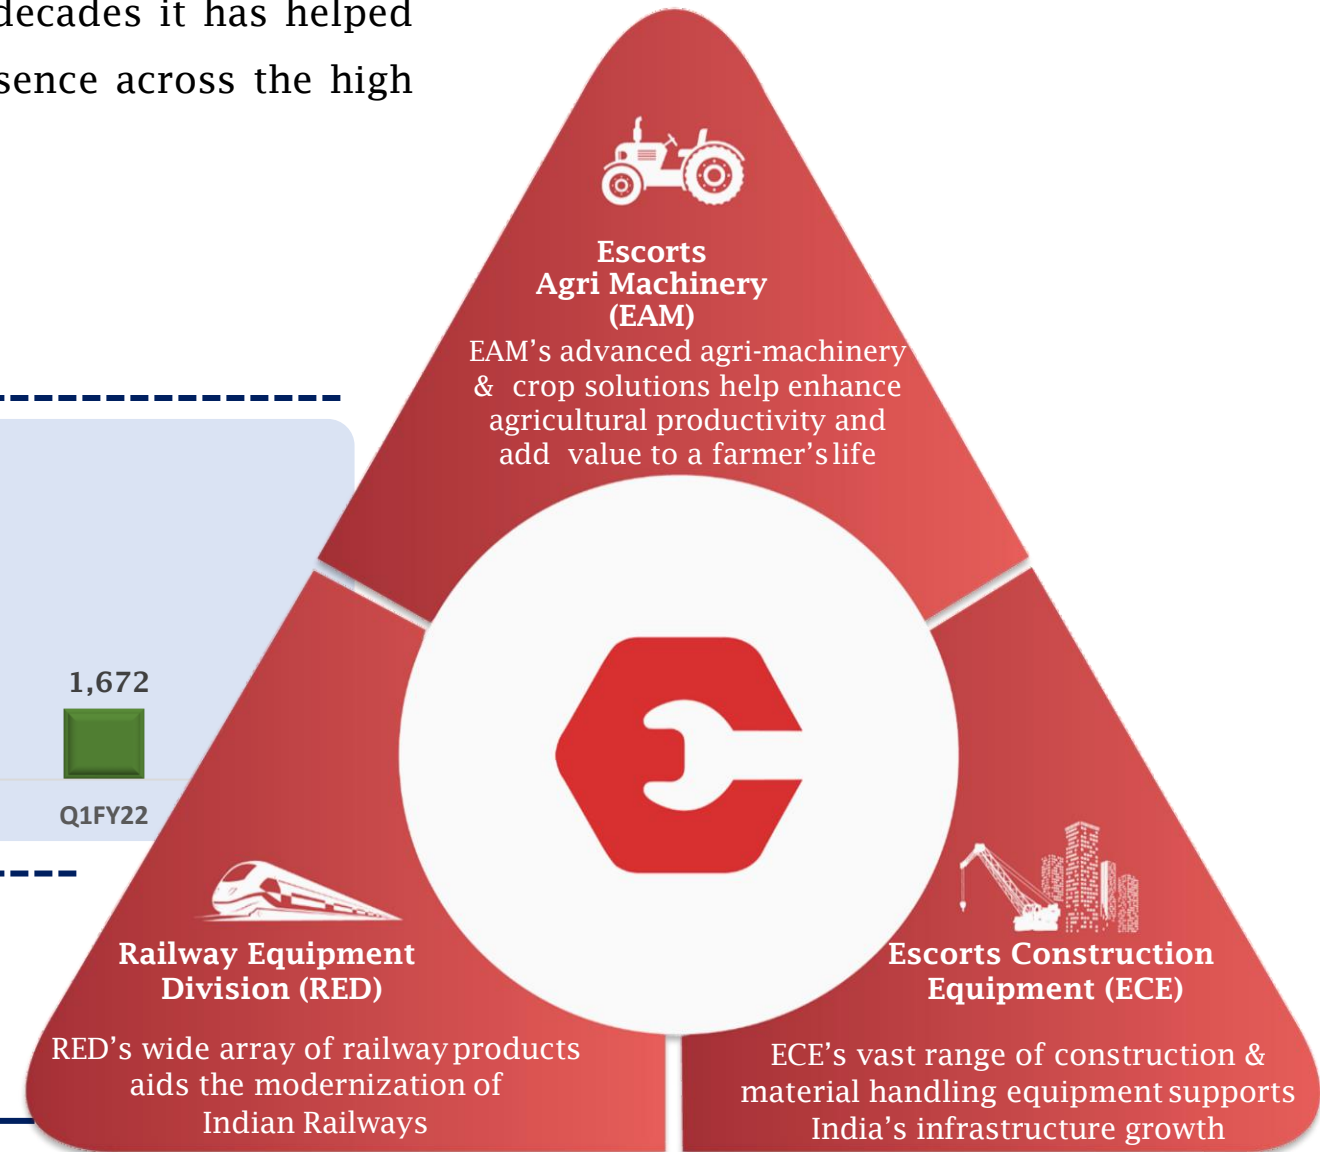 decades it has helped
sence across the high
Escorts
Agri Machinery
(EAM)
EAM’s advanced agri-machinery
& crop solutions help enhance
agricultural productivity and
add value to a farmer’s life
1,672
Q1FY22
Railway Equipment
Division (RED)
RED’s wide array of railway products
aids the modernization of
Indian Railways
Escorts Construction
Equipment (ECE)
ECE’s vast range of construction &
material handling equipment supports
India’s infrastructure growth